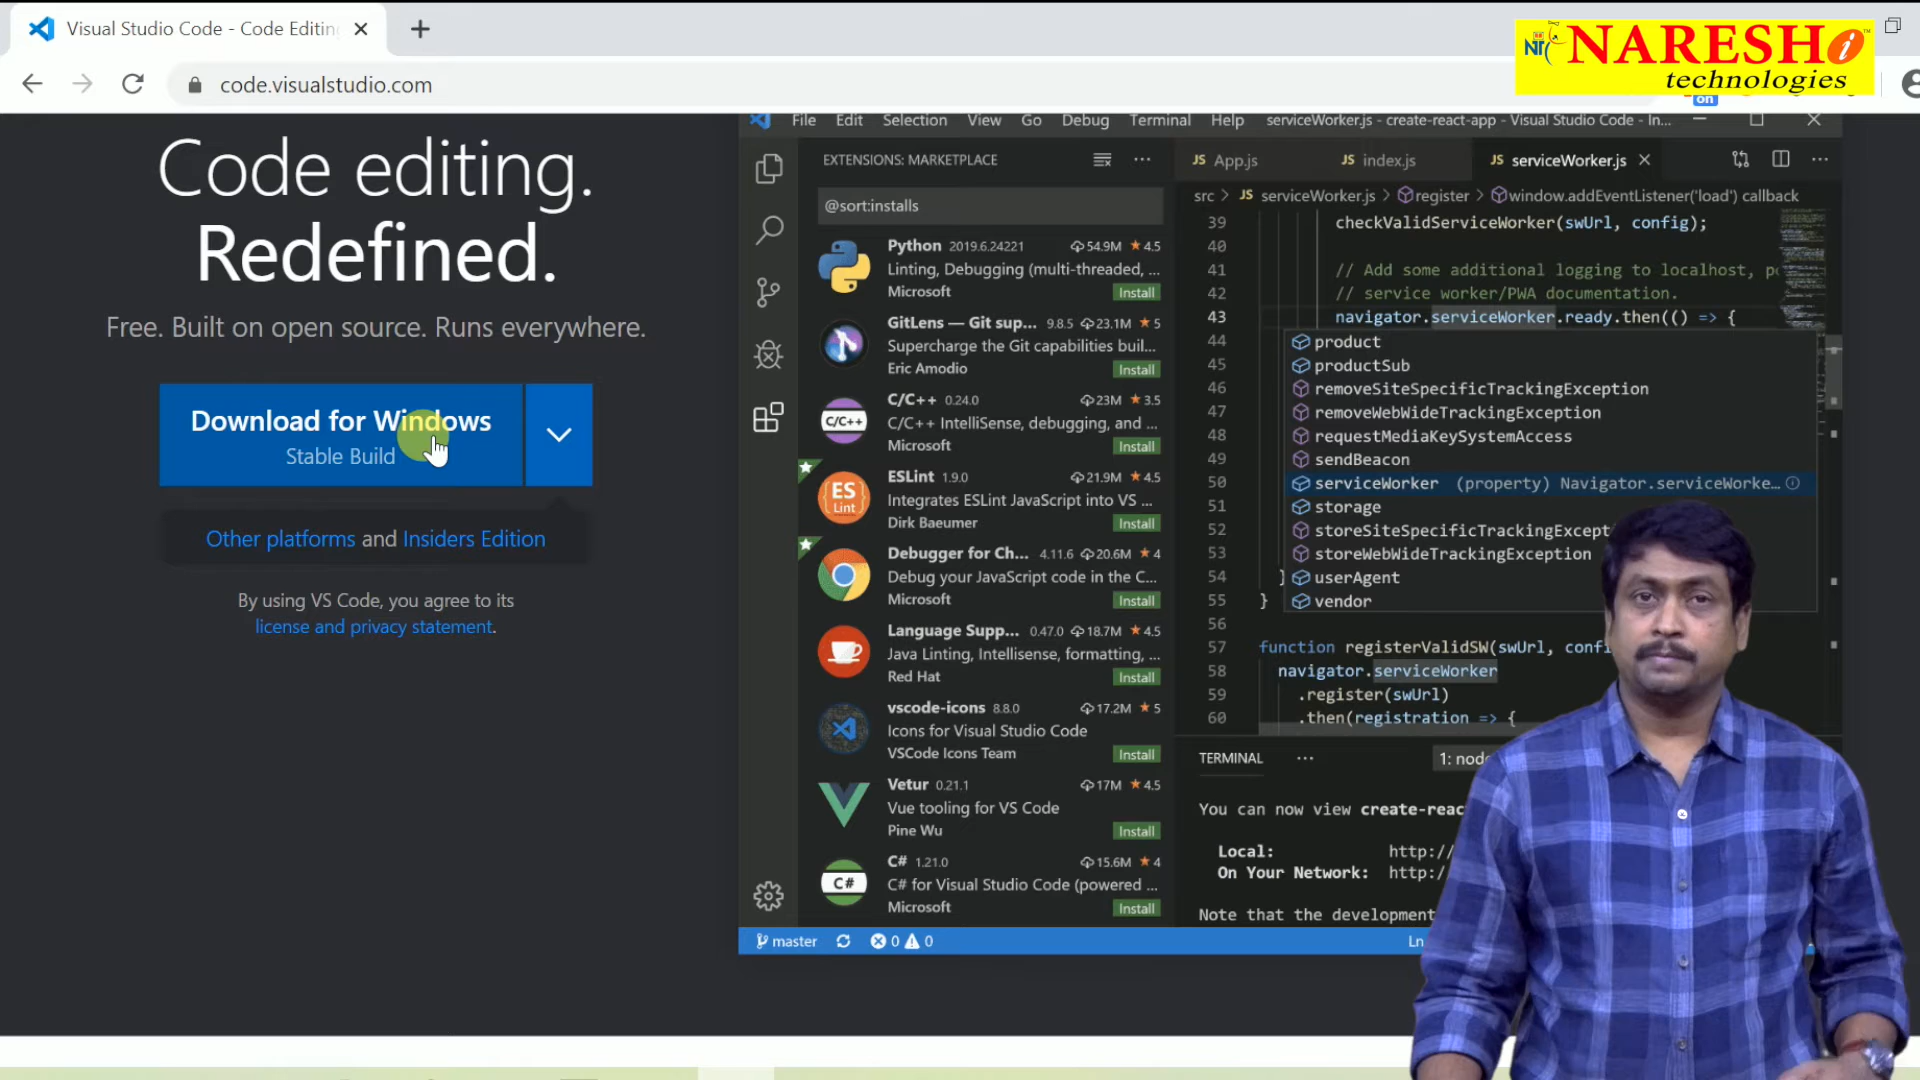 Visual Studio Code - Code Editing
code.visualstudio.com
NT
NARESH i
technologies
on
Code editing.
Redefined.
Free. Built on open source. Runs everywhere.
Download for Windows
Stable Build
Other platforms and Insiders Edition
By using VS Code, you agree to its
license and privacy statement.
File Edit Selection View Go Debug Terminal Help serviceWorker.js - create-react-app - Visual Studio Code - In...
EXTENSIONS: MARKETPLACE
@sort:installs
Python 2019.6.24221 54.9M ★4.5
Linting, Debugging (multi-threaded, ...
Microsoft Install
GitLens — Git sup... 9.8.5 23.1M ★5
Supercharge the Git capabilities buil...
Eric Amodio Install
C/C++
C/C++ 0.24.0 23M ★3.5
C/C++ IntelliSense, debugging, and ...
Microsoft Install
ES
Lint
ESLint 1.9.0 21.9M ★4.5
Integrates ESLint JavaScript into VS ...
Dirk Baeumer Install
Debugger for Ch... 4.11.6 20.6M ★4
Debug your JavaScript code in the C...
Microsoft Install
Language Supp... 0.47.0 18.7M ★4.5
Java Linting, Intellisense, formatting, ...
Red Hat Install
vscode-icons 8.8.0 17.2M ★5
Icons for Visual Studio Code
VSCode Icons Team Install
Vetur 0.21.1 17M ★4.5
Vue tooling for VS Code
Pine Wu Install
C#
C# 1.21.0 15.6M ★4
C# for Visual Studio Code (powered ...
Microsoft Install
JS App.js JS index.js JS serviceWorker.js
src > JS serviceWorker.js > register > window.addEventListener('load') callback
39 checkValidServiceWorker(swUrl, config);
40
41 // Add some additional logging to localhost, p
42 // service worker/PWA documentation.
43 navigator.serviceWorker.ready.then(() => {
44 product
45 productSub
46 removeSiteSpecificTrackingException
47 removeWebWideTrackingException
48 requestMediaKeySystemAccess
49 sendBeacon
50 serviceWorker (property) Navigator.serviceWorke...
51 storage
52 storeSiteSpecificTrackingExcept
53 storeWebWideTrackingException
54 } userAgent
55 } vendor
56
57 function registerValidSW(swUrl, confi
58 navigator.serviceWorker
59 .register(swUrl)
60 .then(registration => {
TERMINAL ... 1: node
You can now view create-reac
Local: http://
On Your Network: http://
Note that the development
master 0 0 Ln